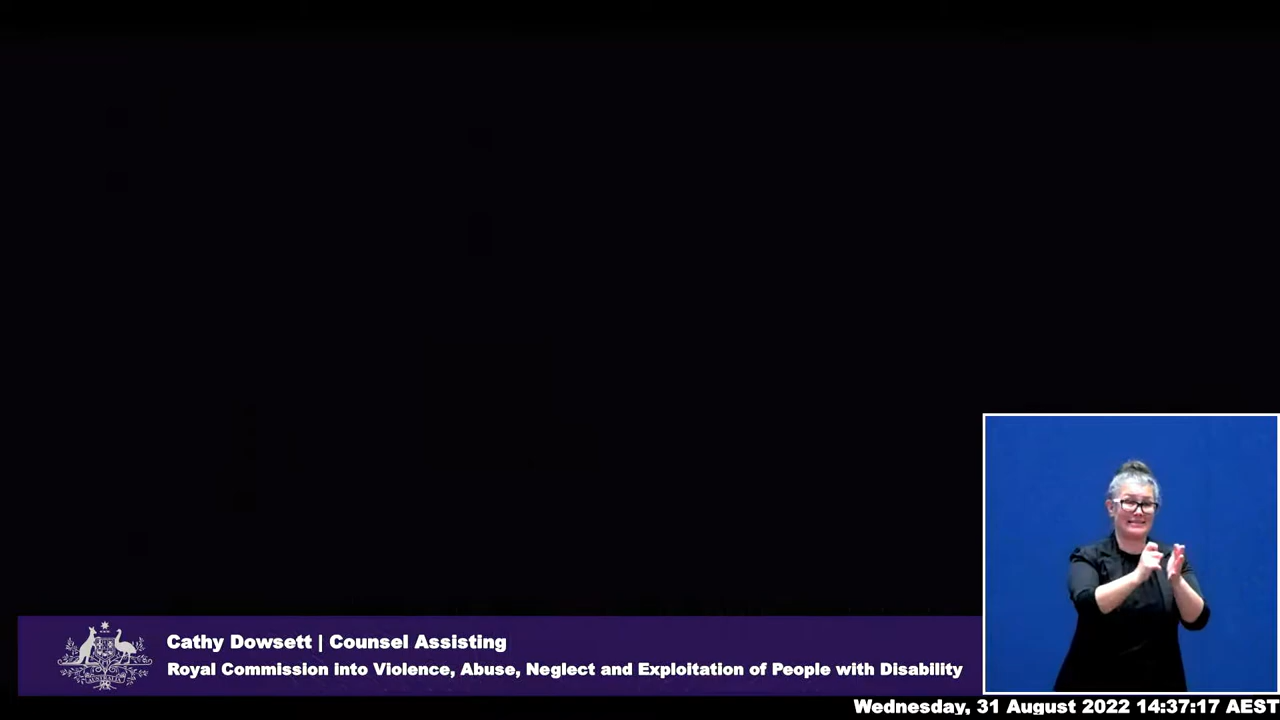 Cathy Dowsett | Counsel Assisting
Royal Commission into Violence, Abuse, Neglect and Exploitation of People with Disability
AUSTRALIA
Wednesday, 31 August 2022 14:37:17 AEST